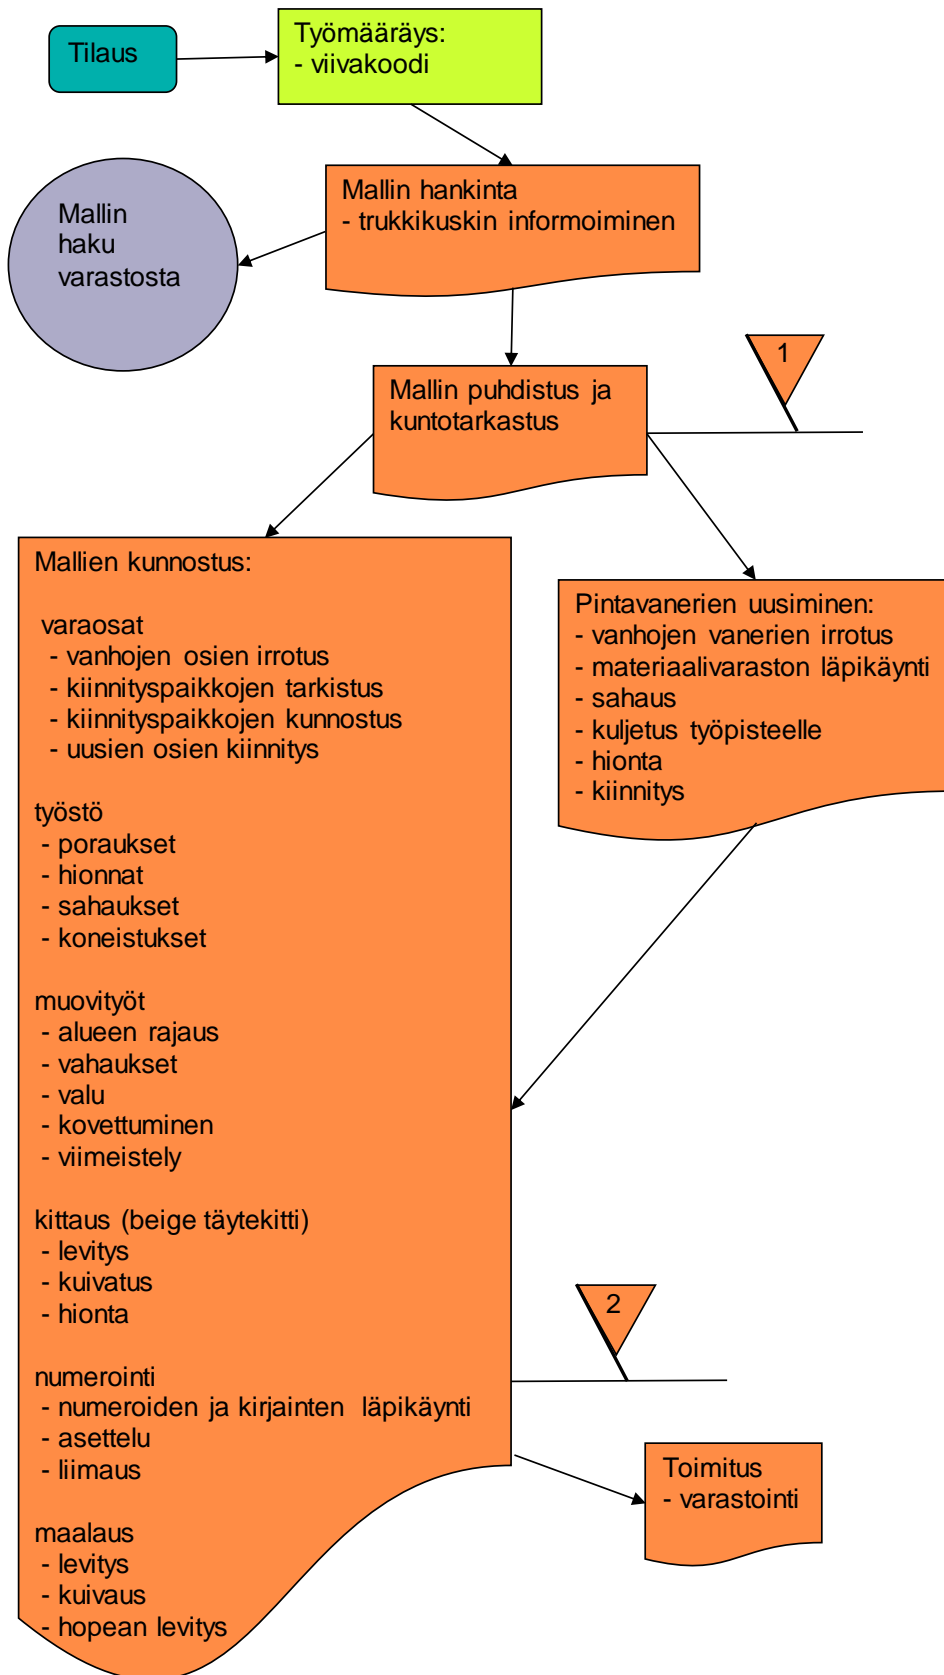 Tilaus
Työmääräys:
- viivakoodi
Mallin
haku
varastosta
Mallin hankinta
- trukkikuskin informoiminen
Mallin puhdistus ja
kuntotarkastus
1
Mallien kunnostus:
varaosat
- vanhojen osien irrotus
- kiinnityspaikkojen tarkistus
- kiinnityspaikkojen kunnostus
- uusien osien kiinnitys
työstö
- poraukset
- hionnat
- sahaukset
- koneistukset
muovityöt
- alueen rajaus
- vahaukset
- valu
- kovettuminen
- viimeistely
kittaus (beige täytekitti)
- levitys
- kuivatus
- hionta
numerointi
- numeroiden ja kirjainten läpikäynti
- asettelu
- liimaus
maalaus
- levitys
- kuivaus
- hopean levitys
Pintavanerien uusiminen:
- vanhojen vanerien irrotus
- materiaalivaraston läpikäynti
- sahaus
- kuljetus työpisteelle
- hionta
- kiinnitys
2
Toimitus
- varastointi